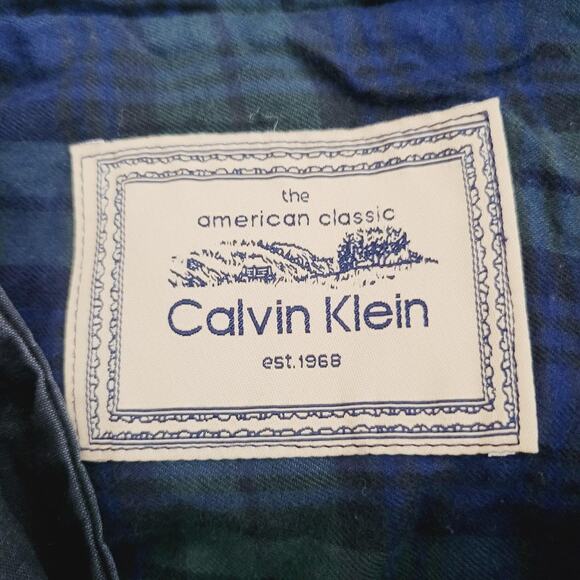 the
american classic
Calvin Klein
est.1968